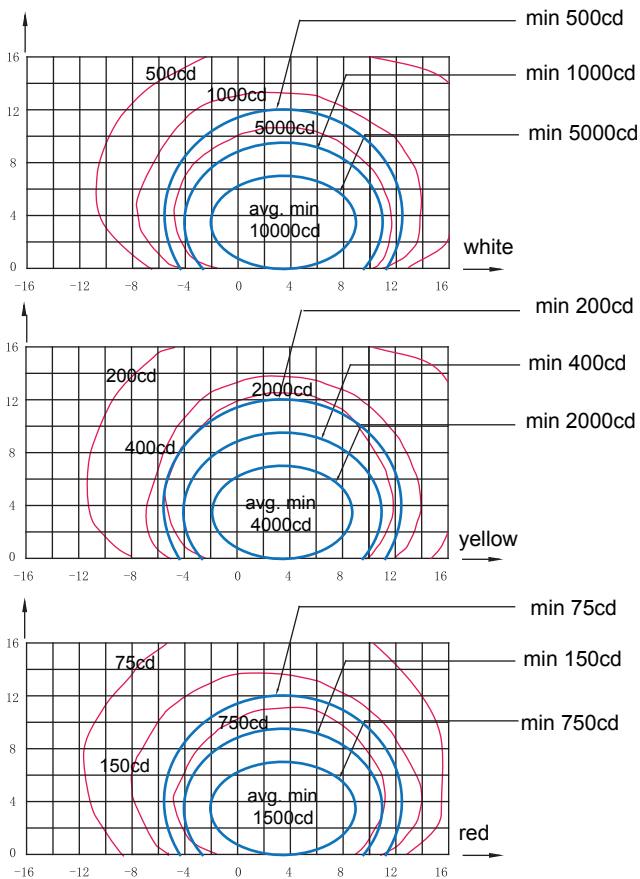 min 500cd
16
500cd
min 1000cd
1000cd
12
5000cd
min 5000cd
8
avg. min
10000cd
4
0
white
-16 -12 -8 -4 0 4 8 12 16
min 200cd
16
200cd
2000cd
min 400cd
12
400cd
min 2000cd
8
avg. min
4000cd
4
0
yellow
-16 -12 -8 -4 0 4 8 12 16
min 75cd
16
75cd
min 150cd
12
750cd
min 750cd
8
150cd
avg. min
1500cd
4
0
red
-16 -12 -8 -4 0 4 8 12 16